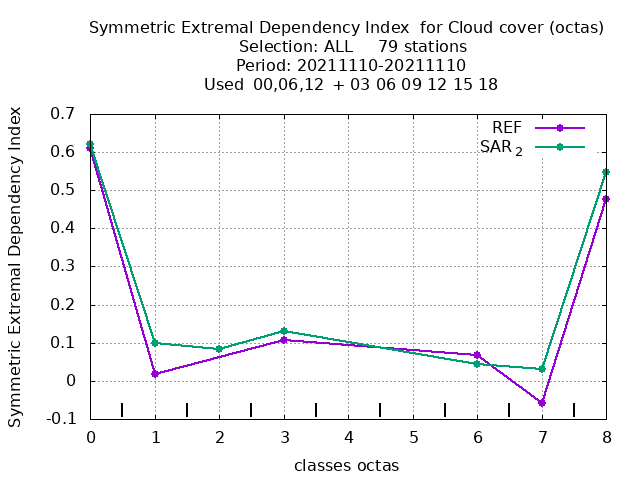 Symmetric Extremal Dependency Index for Cloud cover (octas)
Selection: ALL 79 stations
Period: 20211110-20211110
Used 00,06,12 + 03 06 09 12 15 18
Symmetric Extremal Dependency Index
0.7
0.6
0.5
0.4
0.3
0.2
0.1
0
-0.1
REF
SAR 2
0 1 2 3 4 5 6 7 8
classes octas